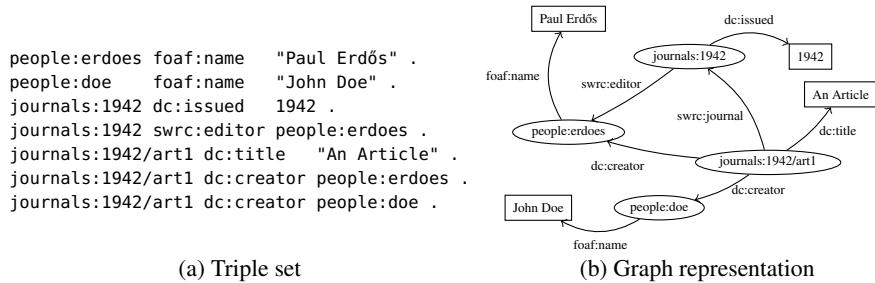 people:erdoes foaf:name "Paul Erdős" .
people:doe foaf:name "John Doe" .
journals:1942 dc:issued 1942 .
journals:1942 swrc:editor people:erdoes .
journals:1942/art1 dc:title "An Article" .
journals:1942/art1 dc:creator people:erdoes .
journals:1942/art1 dc:creator people:doe .
(a) Triple set
Paul Erdős
dc:issued
journals:1942
1942
foaf:name
swrc:editor
An Article
swrc:journal
people:erdoes
dc:title
dc:creator
journals:1942/art1
dc:creator
John Doe
people:doe
foaf:name
(b) Graph representation